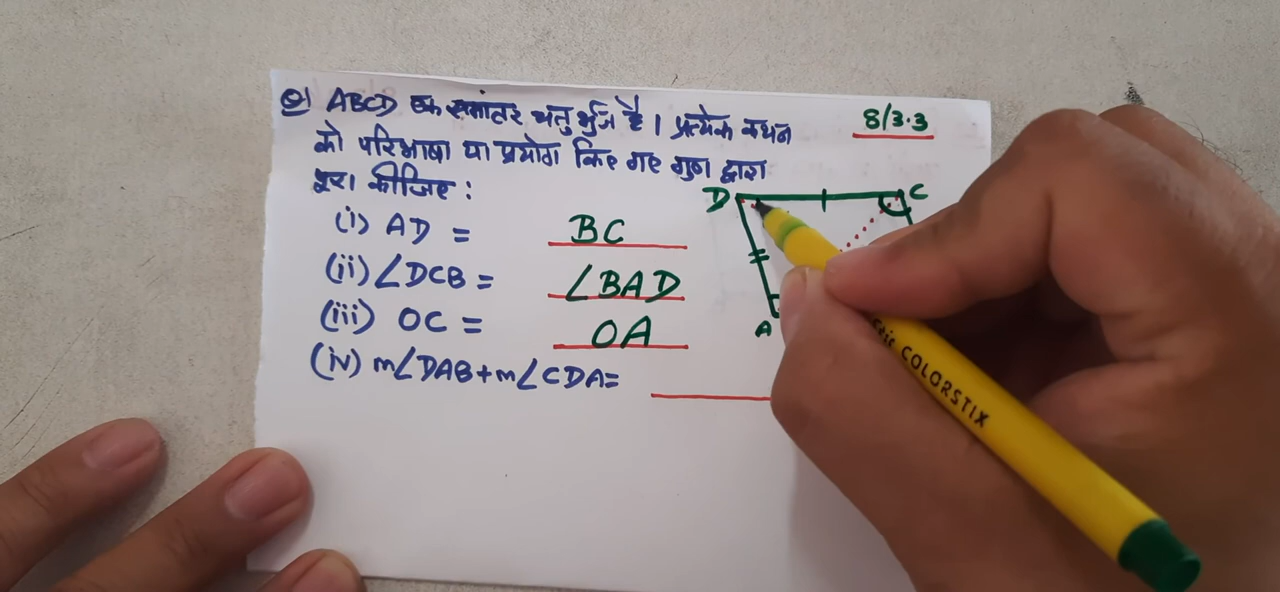 Q1 ABCD एक समांतर चतुर्भुज है। प्रत्येक कथन
को परिभाषा या प्रयोग किए गए गुण द्वारा
पूरा कीजिए :
8/3.3
(i) AD = BC
(ii) ∠DCB = ∠BAD
(iii) OC = OA
(iv) m∠DAB+m∠CDA=
D
C
A
COLORSTIX